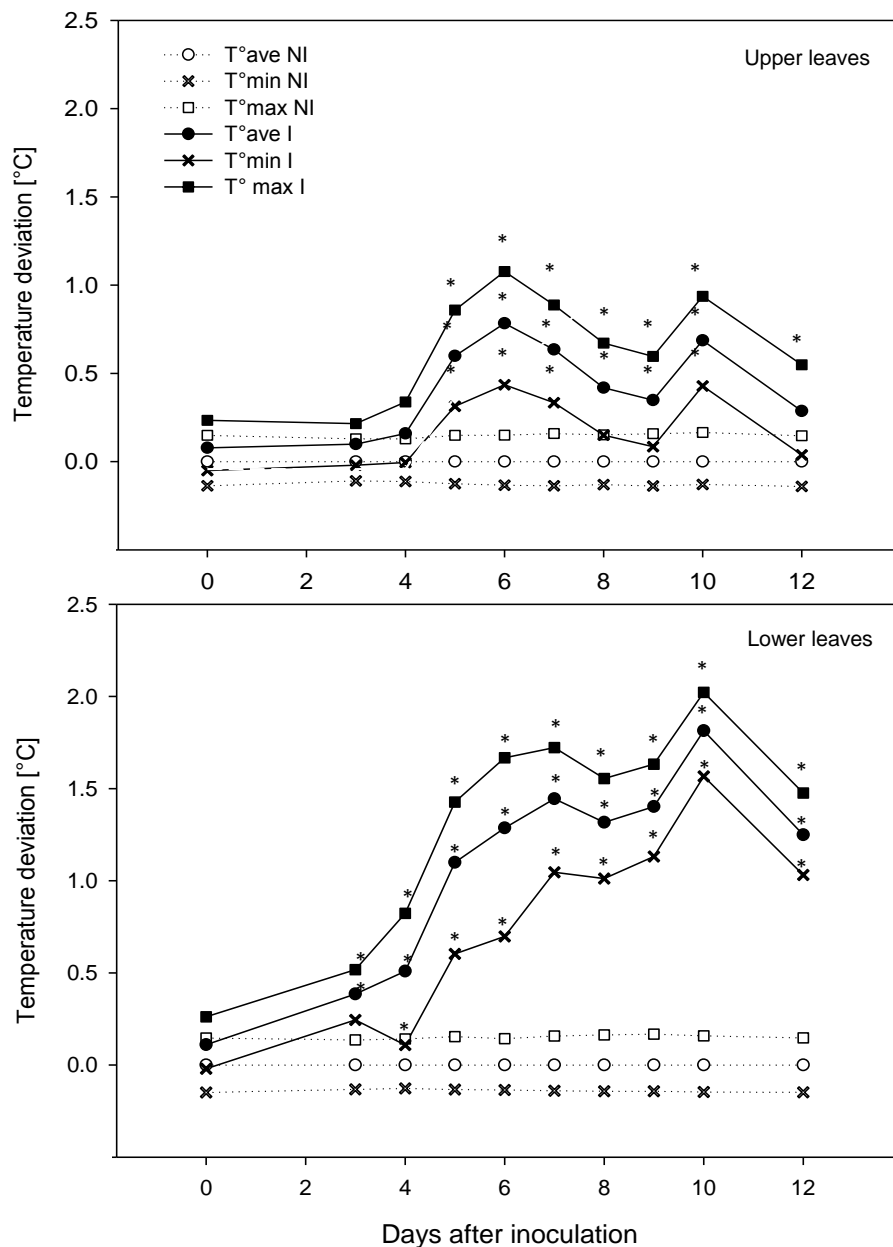 2.5
Upper leaves
T°ave NI
T°min NI
T°max NI
T°ave I
T°min I
T° max I
2.0
1.5
1.0
0.5
0.0
Temperature deviation [°C]
* * * * * * * *
* * * * * *
* * * *
0 2 4 6 8 10 12
2.5
Lower leaves
2.0
1.5
1.0
0.5
0.0
Temperature deviation [°C]
* * * * * * * * *
* * * * * * * * *
* * * * * * * *
0 2 4 6 8 10 12
Days after inoculation